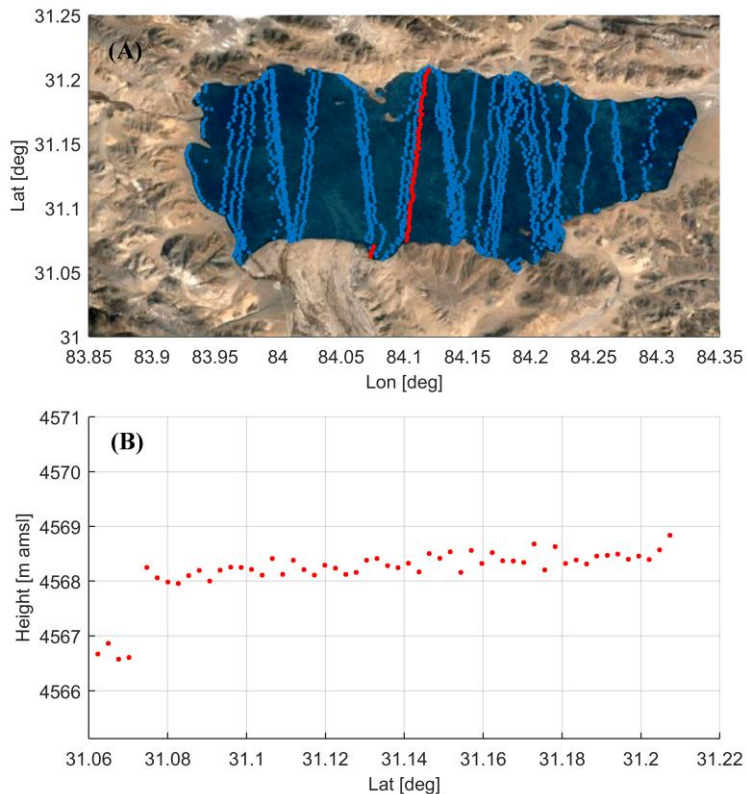 31.25
(A)
31.2
31.15
Lat [deg]
31.1
31.05
31
83.85 83.9 83.95 84 84.05 84.1 84.15 84.2 84.25 84.3 84.35
Lon [deg]
4571
(B)
4570
4569
Height [m amsl]
4568
4567
4566
31.06 31.08 31.1 31.12 31.14 31.16 31.18 31.2 31.22
Lat [deg]